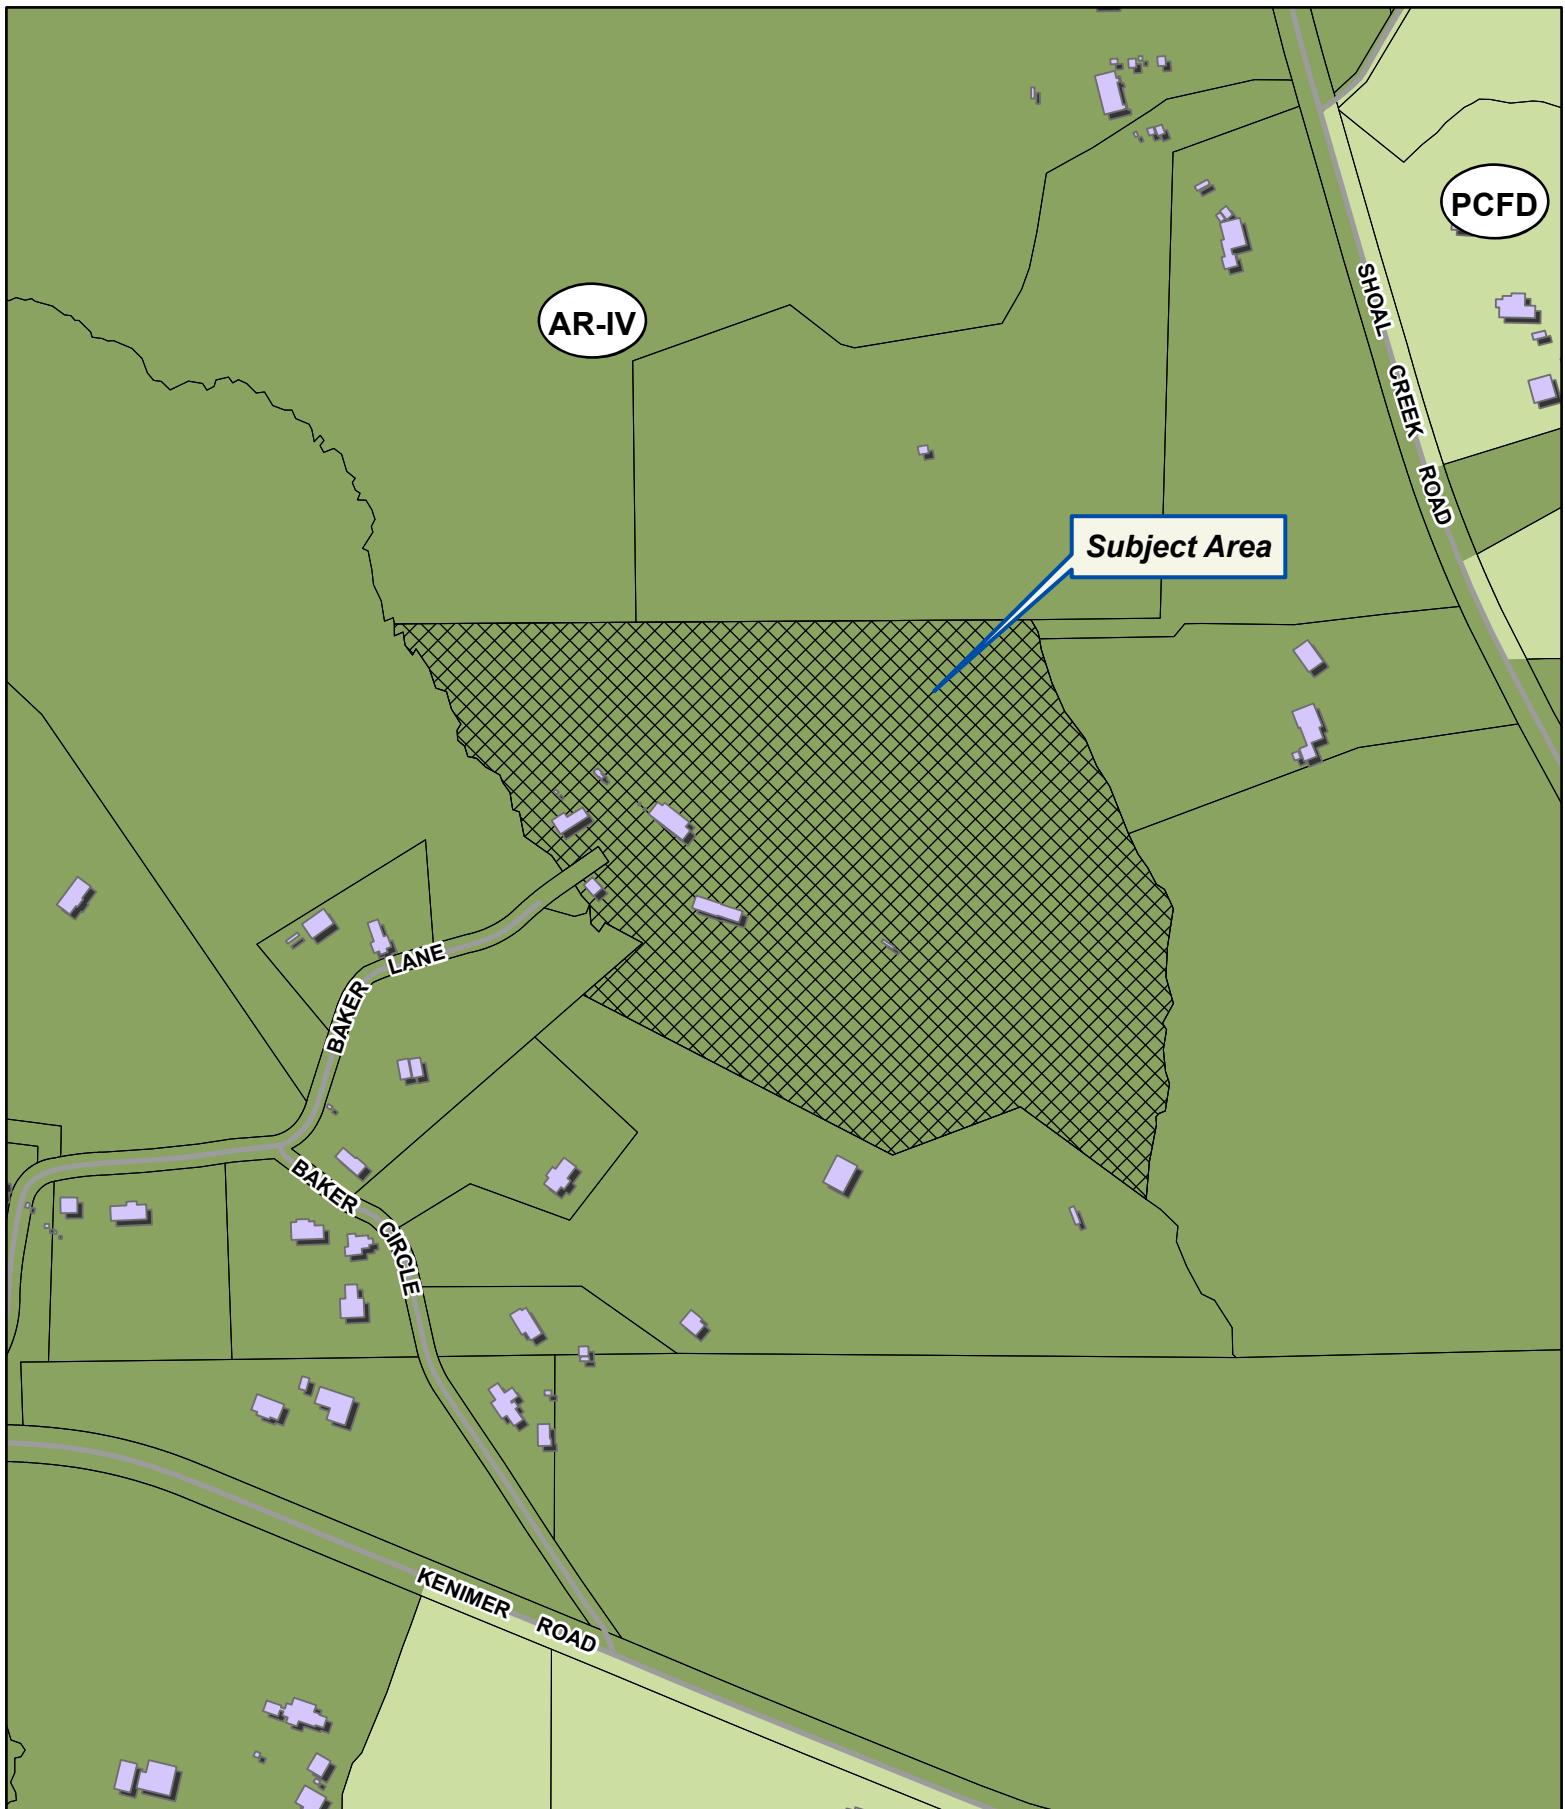 PCFD
AR-IV
SHOAL CREEK ROAD
Subject Area
BAKER LANE
BAKER CIRCLE
KENIMER ROAD